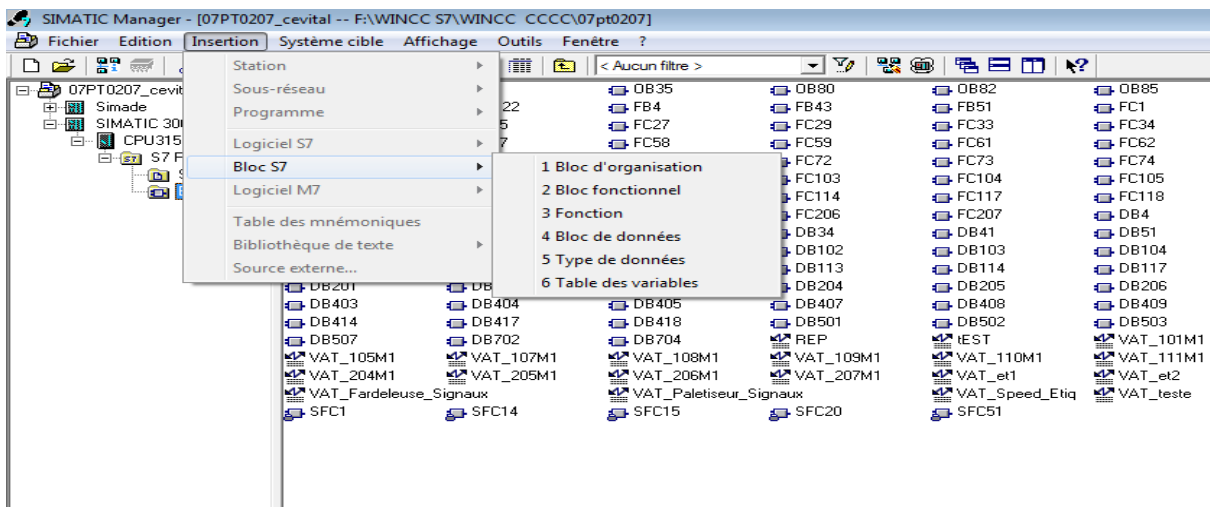 SIMATIC Manager - [07PT0207_cevital -- F:\WINCC S7\WINCC CCCC\07pt0207]
Fichier Edition Insertion Système cible Affichage Outils Fenêtre ?
< Aucun filtre >
Station
Sous-réseau
Programme
Logiciel S7
Bloc S7
Logiciel M7
Table des mnémoniques
Bibliothèque de texte
Source externe...
1 Bloc d'organisation
2 Bloc fonctionnel
3 Fonction
4 Bloc de données
5 Type de données
6 Table des variables
07PT0207_cevit
Simade
SIMATIC 30
CPU315
S7
OB35 OB80 OB82 OB85
22 FB4 FB43 FB51 FC1
FC27 FC29 FC33 FC34
FC58 FC59 FC61 FC62
FC72 FC73 FC74
FC103 FC104 FC105
FC114 FC117 FC118
FC206 FC207 DB4
DB34 DB41 DB51
DB102 DB103 DB104
DB113 DB114 DB117
DB201 DB204 DB205 DB206
DB403 DB404 DB405 DB407 DB408 DB409
DB414 DB417 DB418 DB501 DB502 DB503
DB507 DB702 DB704 REP tEST VAT_101M1
VAT_105M1 VAT_107M1 VAT_108M1 VAT_109M1 VAT_110M1 VAT_111M1
VAT_204M1 VAT_205M1 VAT_206M1 VAT_207M1 VAT_et1 VAT_et2
VAT_Fardeleuse_Signaux VAT_Paletiseur_Signaux VAT_Speed_Etiq VAT_teste
SFC1 SFC14 SFC15 SFC20 SFC51